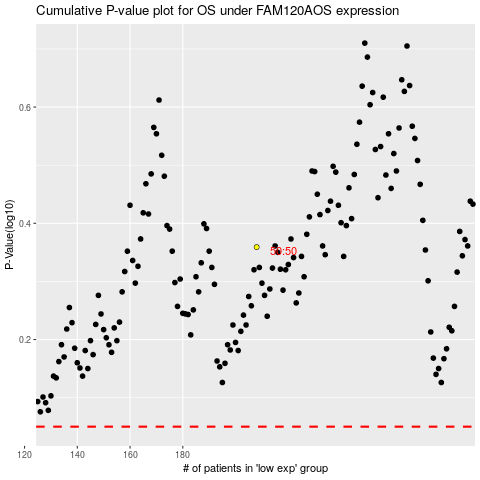 Cumulative P-value plot for OS under FAM120AOS expression
P-Value(log10)
0.6
0.4
0.2
50:50
120 140 160 180
# of patients in 'low exp' group